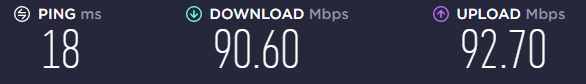 PING ms DOWNLOAD Mbps UPLOAD Mbps
18 90.60 92.70